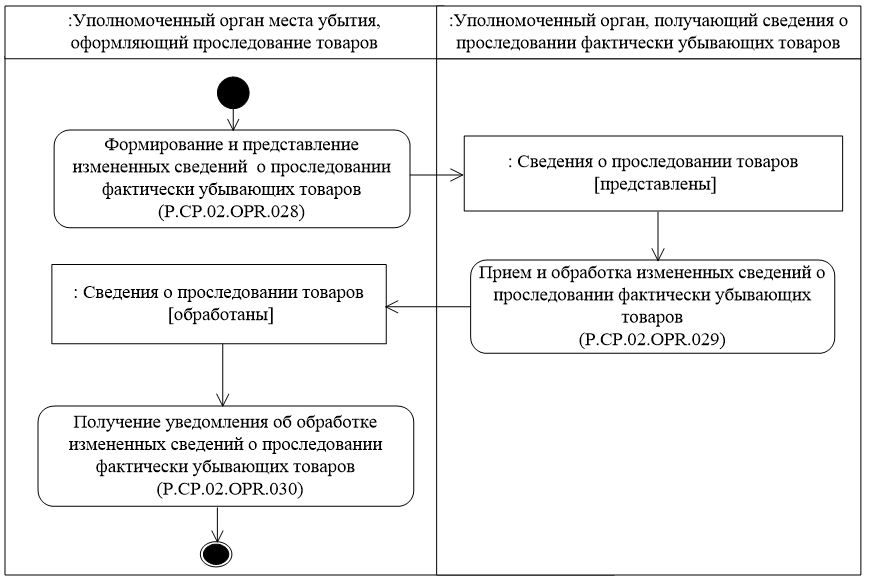 :Уполномоченный орган места убытия,
оформляющий проследование товаров
:Уполномоченный орган, получающий сведения о
проследовании фактически убывающих товаров
Формирование и представление
измененных сведений о проследовании
фактически убывающих товаров
(P.CP.02.OPR.028)
: Сведения о проследовании товаров
[представлены]
Прием и обработка измененных сведений о
проследовании фактически убывающих
товаров
(P.CP.02.OPR.029)
: Сведения о проследовании товаров
[обработаны]
Получение уведомления об обработке
измененных сведений о проследовании
фактически убывающих товаров
(P.CP.02.OPR.030)